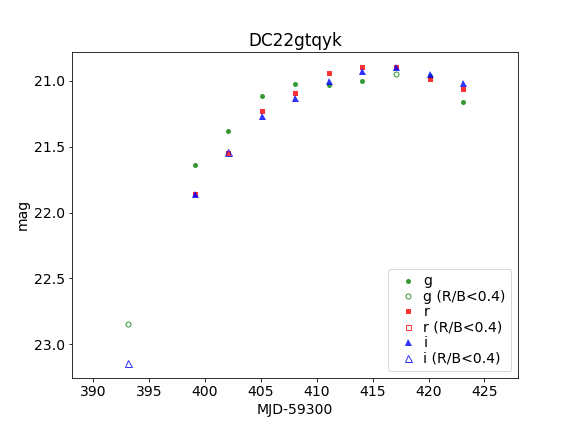 DC22gtqyk
21.0
21.5
22.0
22.5
23.0
mag
390
395
400
405
410
415
420
425
MJD-59300
g
g (R/B<0.4)
r
r (R/B<0.4)
i
i (R/B<0.4)